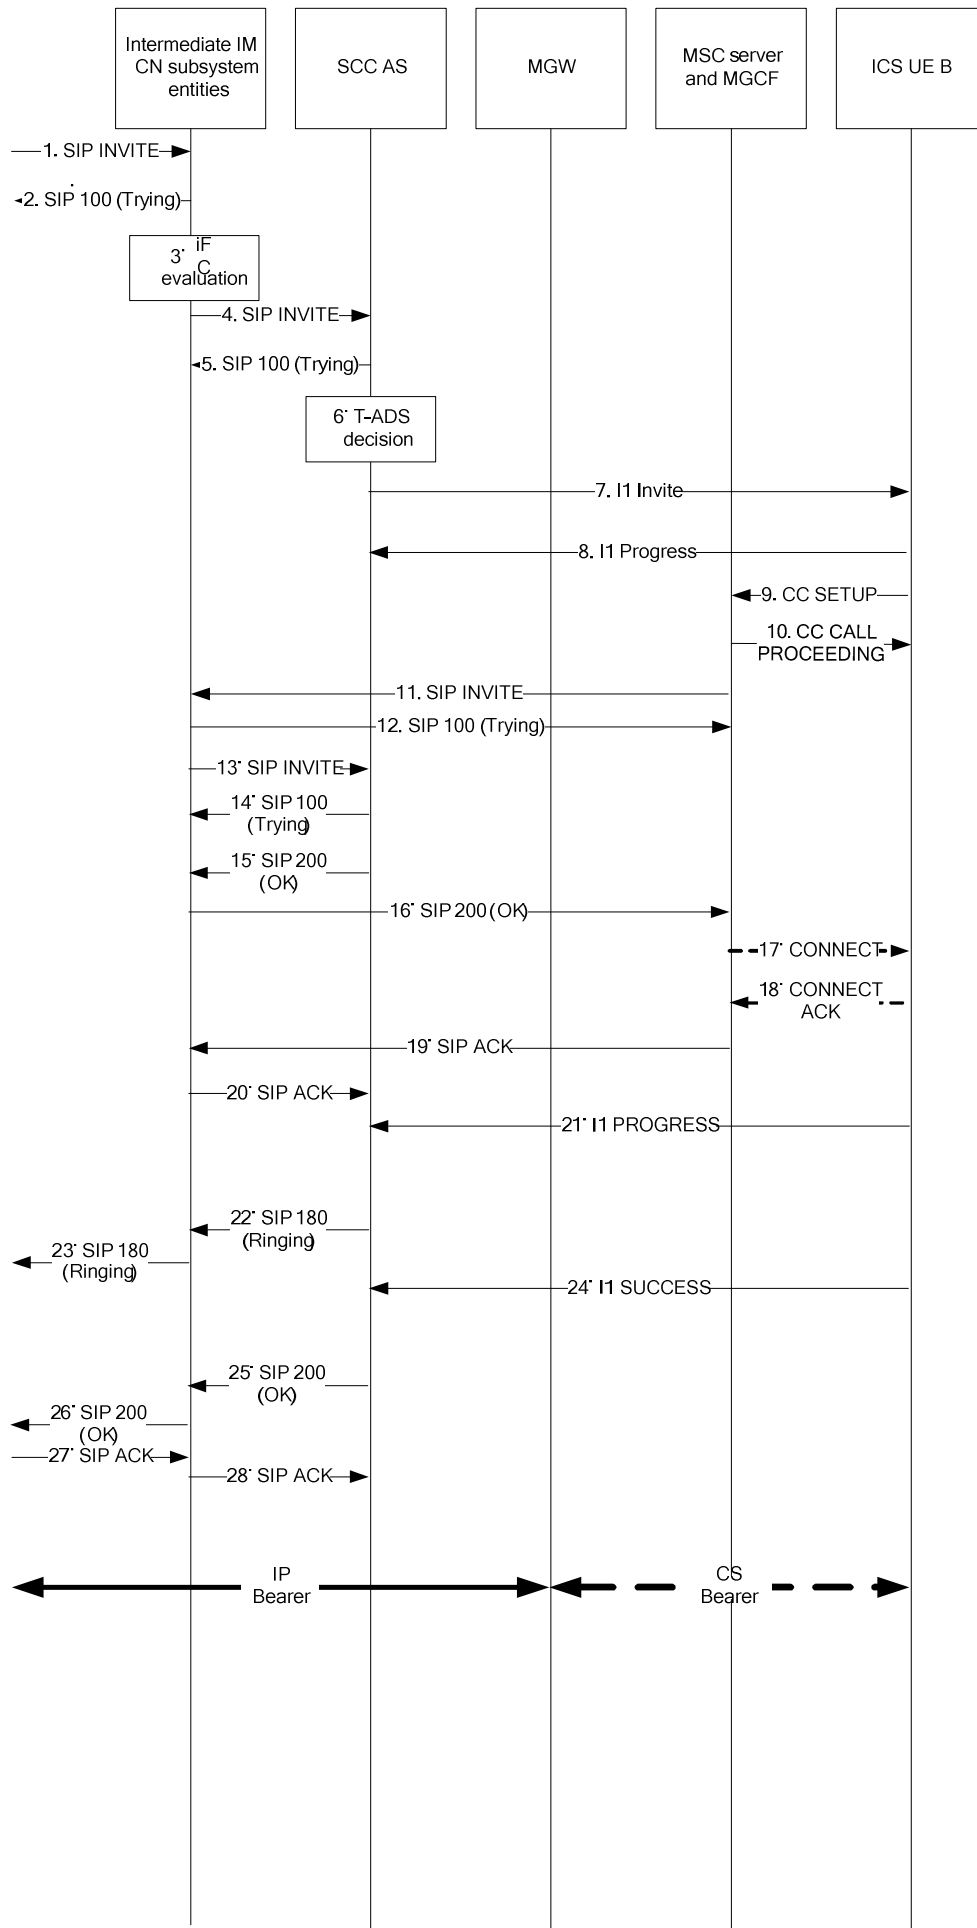 Intermediate IM
CN subsystem
entities
SCC AS
MGW
MSC server
and MGCF
ICS UE B
1. SIP INVITE
2. SIP 100 (Trying)
3. iF
C
evaluation
4. SIP INVITE
5. SIP 100 (Trying)
6. T-ADS
decision
7. I1 Invite
8. I1 Progress
9. CC SETUP
10. CC CALL
PROCEEDING
11. SIP INVITE
12. SIP 100 (Trying)
13. SIP INVITE
14. SIP 100
(Trying)
15. SIP 200
(OK)
16. SIP 200 (OK)
17. CONNECT
18. CONNECT
ACK
19. SIP ACK
20. SIP ACK
21. I1 PROGRESS
22. SIP 180
(Ringing)
23. SIP 180
(Ringing)
24. I1 SUCCESS
25. SIP 200
(OK)
26. SIP 200
(OK)
27. SIP ACK
28. SIP ACK
IP
Bearer
CS
Bearer